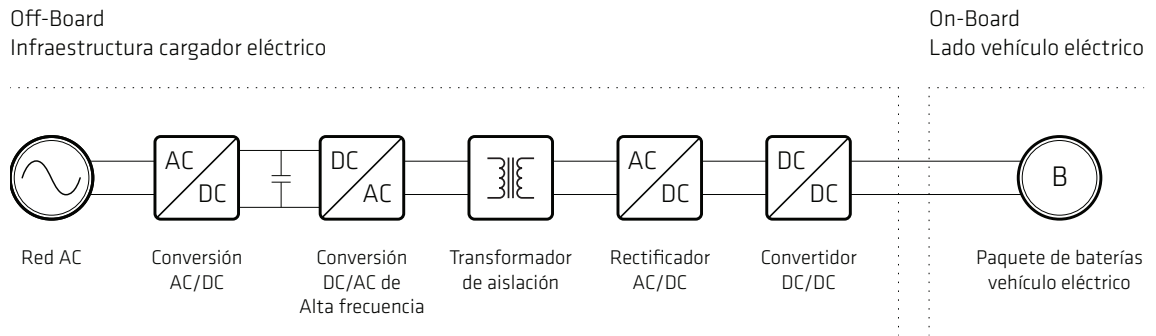 Off-Board
Infraestructura cargador eléctrico
On-Board
Lado vehículo eléctrico
AC
DC
DC
AC
AC
DC
DC
DC
B
Red AC
Conversión
AC/DC
Conversión
DC/AC de
Alta frecuencia
Transformador
de aislación
Rectificador
AC/DC
Convertidor
DC/DC
Paquete de baterías
vehículo eléctrico